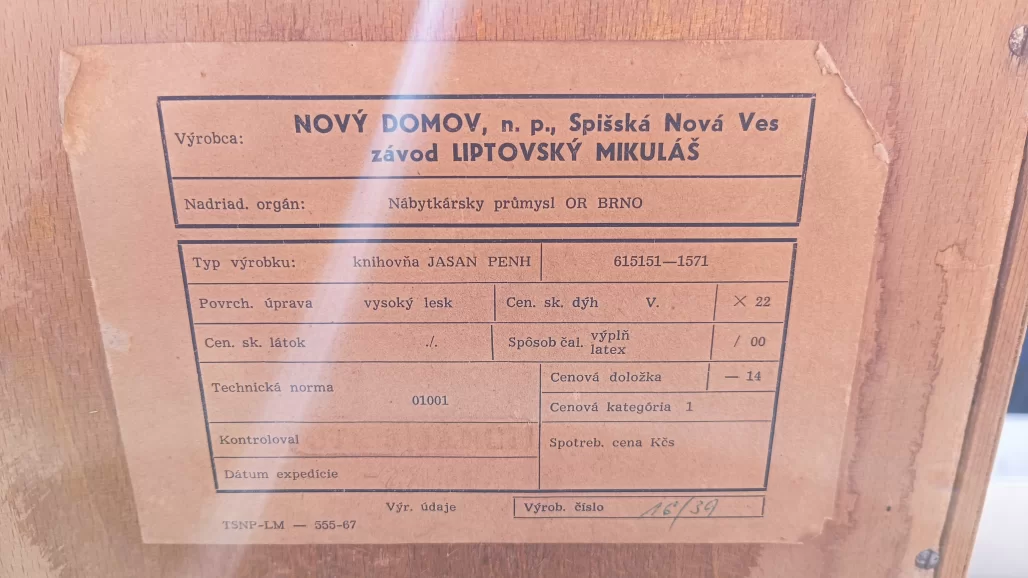 Výrobca: NOVÝ DOMOV, n. p., Spišská Nová Ves
závod LIPTOVSKÝ MIKULÁŠ
Nadriad. orgán: Nábytkársky průmysl OR BRNO
Typ výrobku: knihovňa JASAN PENH 615151—1571
Povrch. úprava vysoký lesk Cen. sk. dýh V. × 22
Cen. sk. látok ./. Spôsob čal. výplň / 00
latex
Technická norma Cenová doložka — 14
01001
Cenová kategória 1
Kontroloval Spotreb. cena Kčs
Dátum expedície
Výr. údaje Výrob. číslo 16/39
TSNP-LM — 555-67